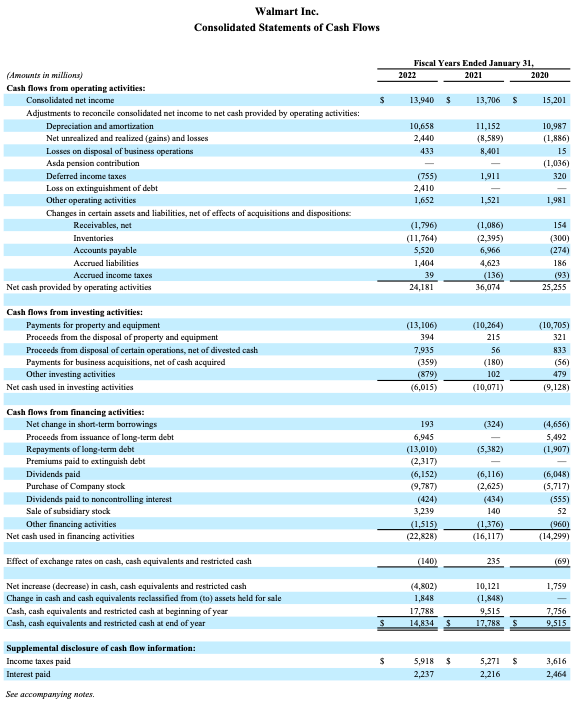 Walmart Inc.
Consolidated Statements of Cash Flows
Fiscal Years Ended January 31,
(Amounts in millions) 2022 2021 2020
Cash flows from operating activities:
Consolidated net income $ 13,940 $ 13,706 $ 15,201
Adjustments to reconcile consolidated net income to net cash provided by operating activities:
Depreciation and amortization 10,658 11,152 10,987
Net unrealized and realized (gains) and losses 2,440 (8,589) (1,886)
Losses on disposal of business operations 433 8,401 15
Asda pension contribution — — (1,036)
Deferred income taxes (755) 1,911 320
Loss on extinguishment of debt 2,410 — —
Other operating activities 1,652 1,521 1,981
Changes in certain assets and liabilities, net of effects of acquisitions and dispositions:
Receivables, net (1,796) (1,086) 154
Inventories (11,764) (2,395) (300)
Accounts payable 5,520 6,966 (274)
Accrued liabilities 1,404 4,623 186
Accrued income taxes 39 (136) (93)
Net cash provided by operating activities 24,181 36,074 25,255
Cash flows from investing activities:
Payments for property and equipment (13,106) (10,264) (10,705)
Proceeds from the disposal of property and equipment 394 215 321
Proceeds from disposal of certain operations, net of divested cash 7,935 56 833
Payments for business acquisitions, net of cash acquired (359) (180) (56)
Other investing activities (879) 102 479
Net cash used in investing activities (6,015) (10,071) (9,128)
Cash flows from financing activities:
Net change in short-term borrowings 193 (324) (4,656)
Proceeds from issuance of long-term debt 6,945 — 5,492
Repayments of long-term debt (13,010) (5,382) (1,907)
Premiums paid to extinguish debt (2,317) — —
Dividends paid (6,152) (6,116) (6,048)
Purchase of Company stock (9,787) (2,625) (5,717)
Dividends paid to noncontrolling interest (424) (434) (555)
Sale of subsidiary stock 3,239 140 52
Other financing activities (1,515) (1,376) (960)
Net cash used in financing activities (22,828) (16,117) (14,299)
Effect of exchange rates on cash, cash equivalents and restricted cash (140) 235 (69)
Net increase (decrease) in cash, cash equivalents and restricted cash (4,802) 10,121 1,759
Change in cash and cash equivalents reclassified from (to) assets held for sale 1,848 (1,848) —
Cash, cash equivalents and restricted cash at beginning of year 17,788 9,515 7,756
Cash, cash equivalents and restricted cash at end of year $ 14,834 $ 17,788 $ 9,515
Supplemental disclosure of cash flow information:
Income taxes paid $ 5,918 $ 5,271 $ 3,616
Interest paid 2,237 2,216 2,464
See accompanying notes.